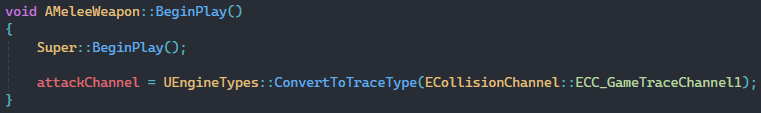 void AMeleeWeapon::BeginPlay()
{
Super::BeginPlay();
attackChannel = UEngineTypes::ConvertToTraceType(ECollisionChannel::ECC_GameTraceChannel1);
}